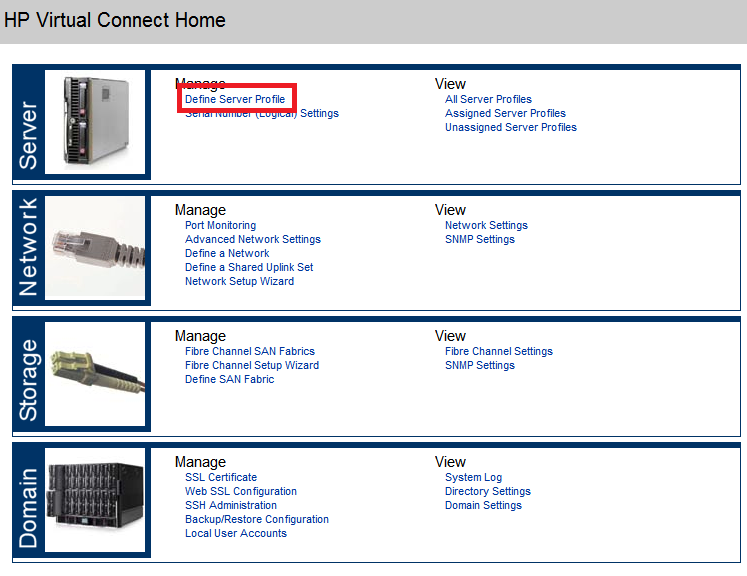 HP Virtual Connect Home
Server
Manage
Define Server Profile
Serial Number (Logical) Settings
View
All Server Profiles
Assigned Server Profiles
Unassigned Server Profiles
Network
Manage
Port Monitoring
Advanced Network Settings
Define a Network
Define a Shared Uplink Set
Network Setup Wizard
View
Network Settings
SNMP Settings
Storage
Manage
Fibre Channel SAN Fabrics
Fibre Channel Setup Wizard
Define SAN Fabric
View
Fibre Channel Settings
SNMP Settings
Domain
Manage
SSL Certificate
Web SSL Configuration
SSH Administration
Backup/Restore Configuration
Local User Accounts
View
System Log
Directory Settings
Domain Settings